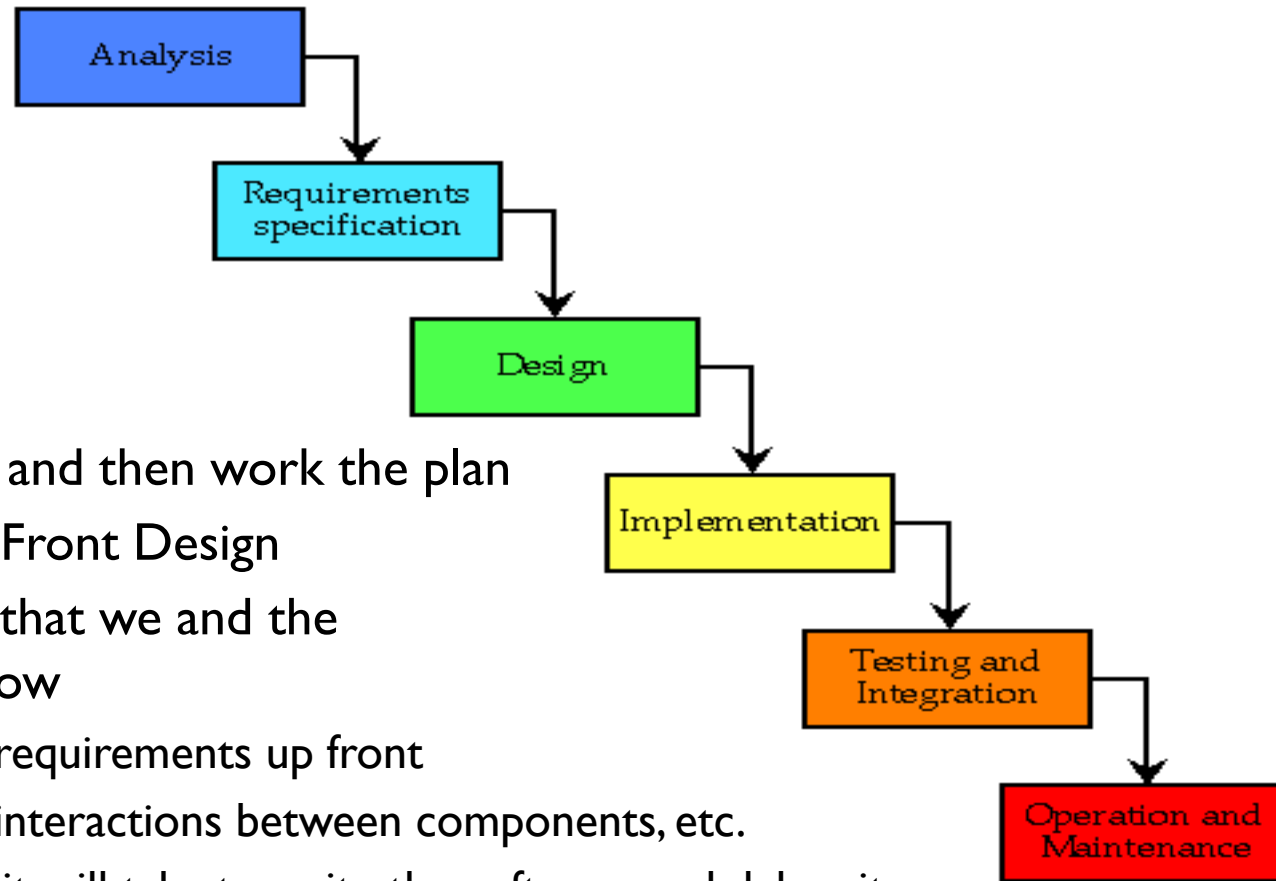 Analysis
Requirements
specification
Design
and then work the plan
Implementation
Front Design
that we and the
Testing and
Integration
ow
requirements up front
interactions between components, etc.
Operation and
Maintenance